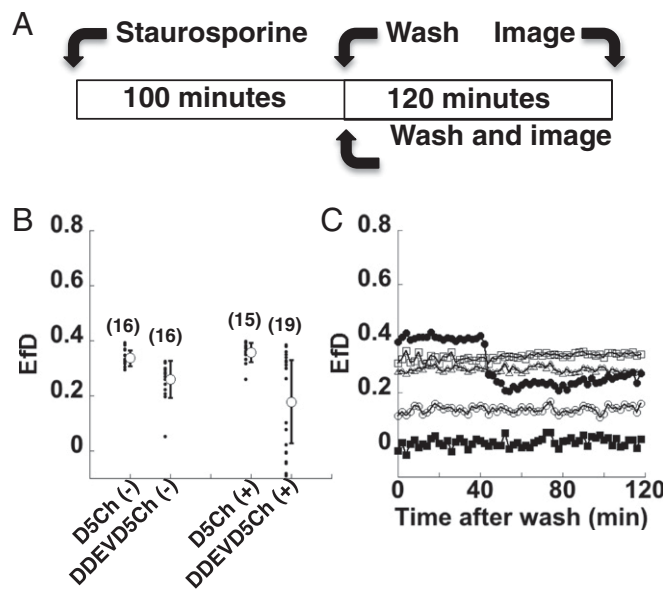 A
Staurosporine
Wash
Image
100 minutes
120 minutes
Wash and image
B
0.8
0.6
0.4
0.2
0
EfD
(16)
(16)
(15)
(19)
D5Ch (-)
DDEVD5Ch (-)
D5Ch (+)
DDEVD5Ch (+)
C
0.8
0.6
0.4
0.2
0
EfD
0
40
80
120
Time after wash (min)